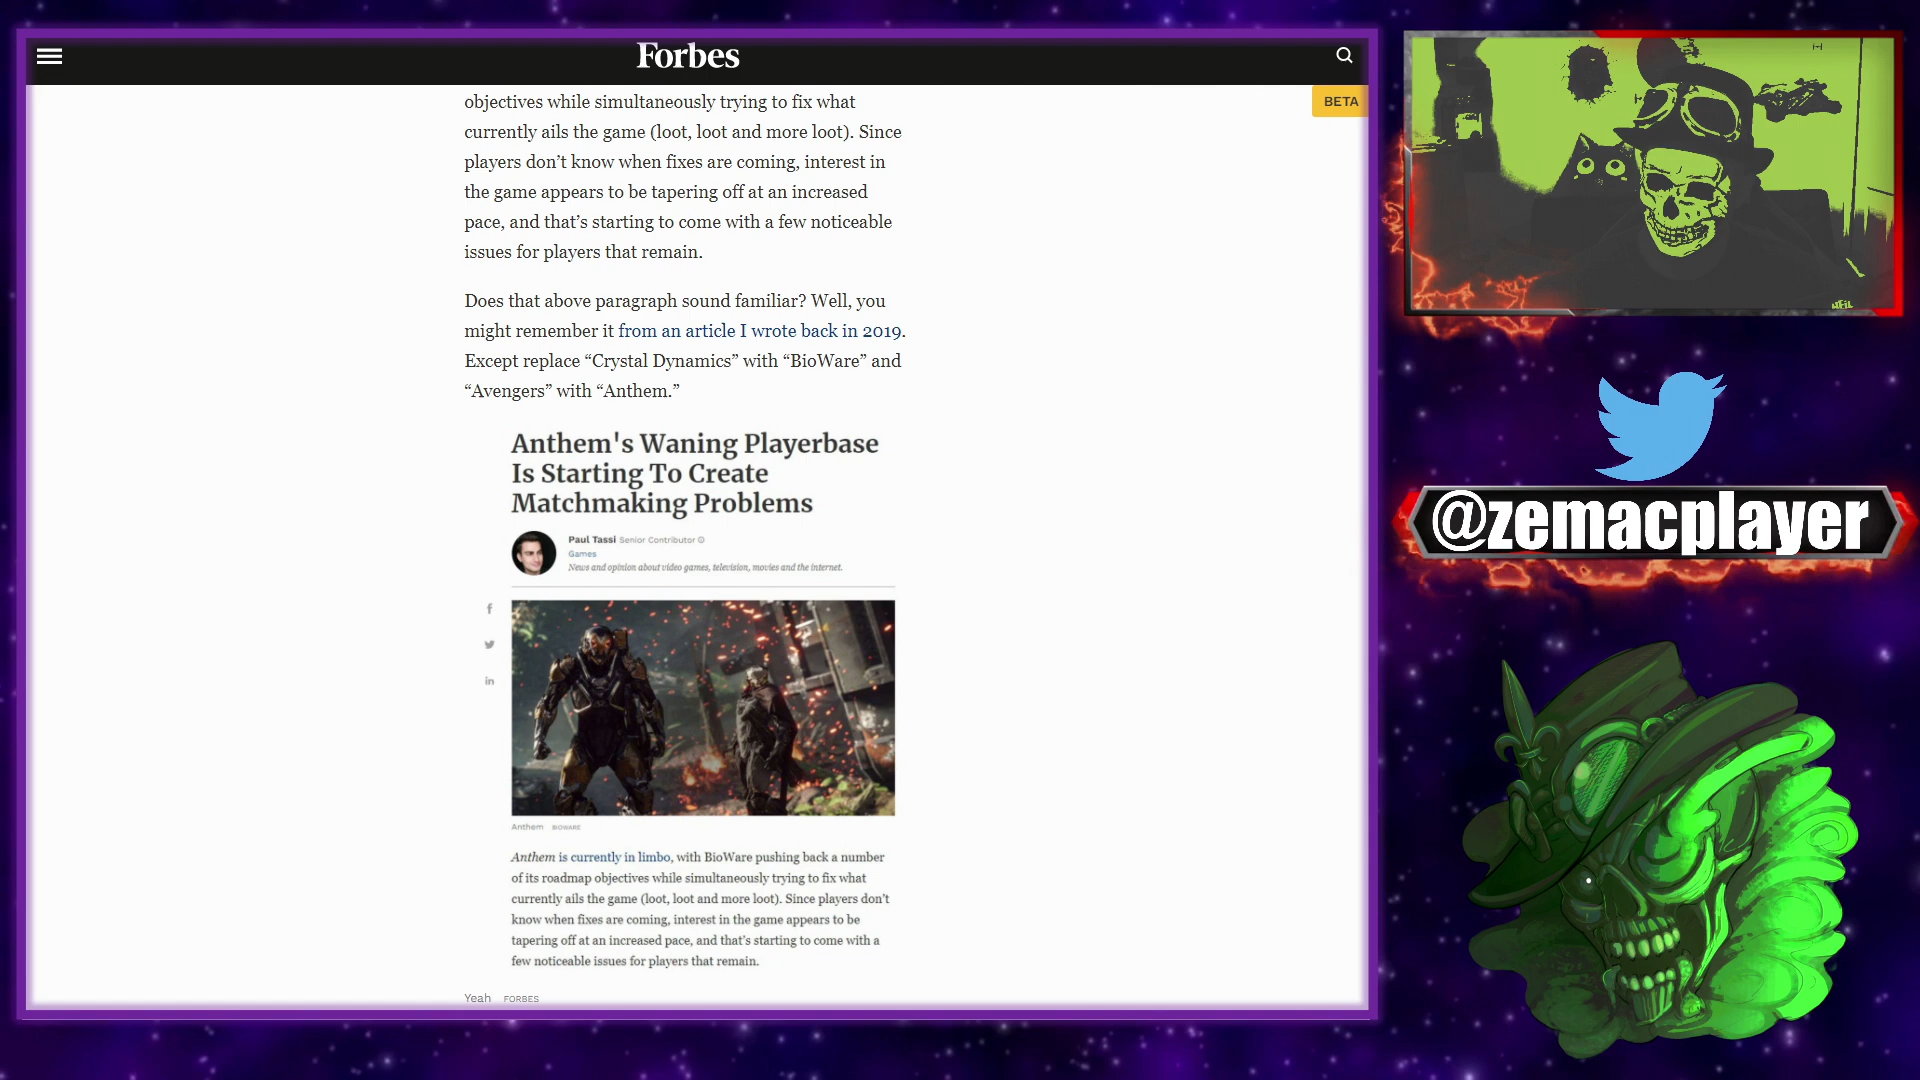 Forbes
BETA
objectives while simultaneously trying to fix what
currently ails the game (loot, loot and more loot). Since
players don’t know when fixes are coming, interest in
the game appears to be tapering off at an increased
pace, and that’s starting to come with a few noticeable
issues for players that remain.
Does that above paragraph sound familiar? Well, you
might remember it from an article I wrote back in 2019.
Except replace “Crystal Dynamics” with “BioWare” and
“Avengers” with “Anthem.”
Anthem's Waning Playerbase
Is Starting To Create
Matchmaking Problems
Paul Tassi Senior Contributor
Games
News and opinion about video games, television, movies and the internet.
f
in
Anthem BIOWARE
Anthem is currently in limbo, with BioWare pushing back a number
of its roadmap objectives while simultaneously trying to fix what
currently ails the game (loot, loot and more loot). Since players don’t
know when fixes are coming, interest in the game appears to be
tapering off at an increased pace, and that’s starting to come with a
few noticeable issues for players that remain.
Yeah FORBES
@zemacplayer